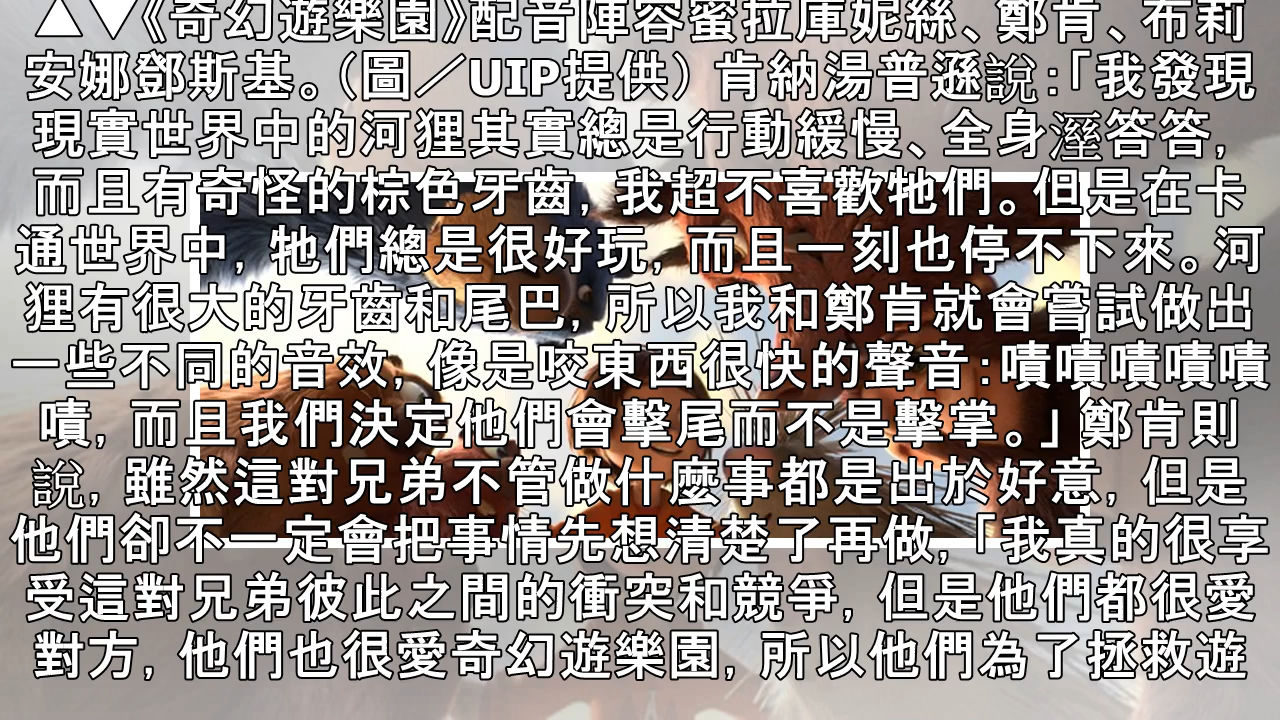 ▲▼《奇幻遊樂園》配音陣容蜜拉庫妮絲、鄭肯、布莉
安娜鄧斯基。（圖／UIP提供）肯納湯普遜說：「我發現
現實世界中的河狸其實總是行動緩慢、全身溼答答，
而且有奇怪的棕色牙齒，我超不喜歡牠們。但是在卡
通世界中，牠們總是很好玩，而且一刻也停不下來。河
狸有很大的牙齒和尾巴，所以我和鄭肯就會嘗試做出
一些不同的音效，像是咬東西很快的聲音：嘖嘖嘖嘖嘖
嘖，而且我們決定他們會擊尾而不是擊掌。」鄭肯則
說，雖然這對兄弟不管做什麼事都是出於好意，但是
他們卻不一定會把事情先想清楚了再做，「我真的很享
受這對兄弟彼此之間的衝突和競爭，但是他們都很愛
對方，他們也很愛奇幻遊樂園，所以他們為了拯救遊